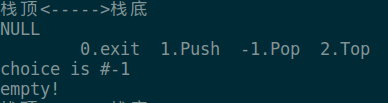 栈顶<----->栈底
NULL
0.exit 1.Push -1.Pop 2.Top
choice is #-1
empty!